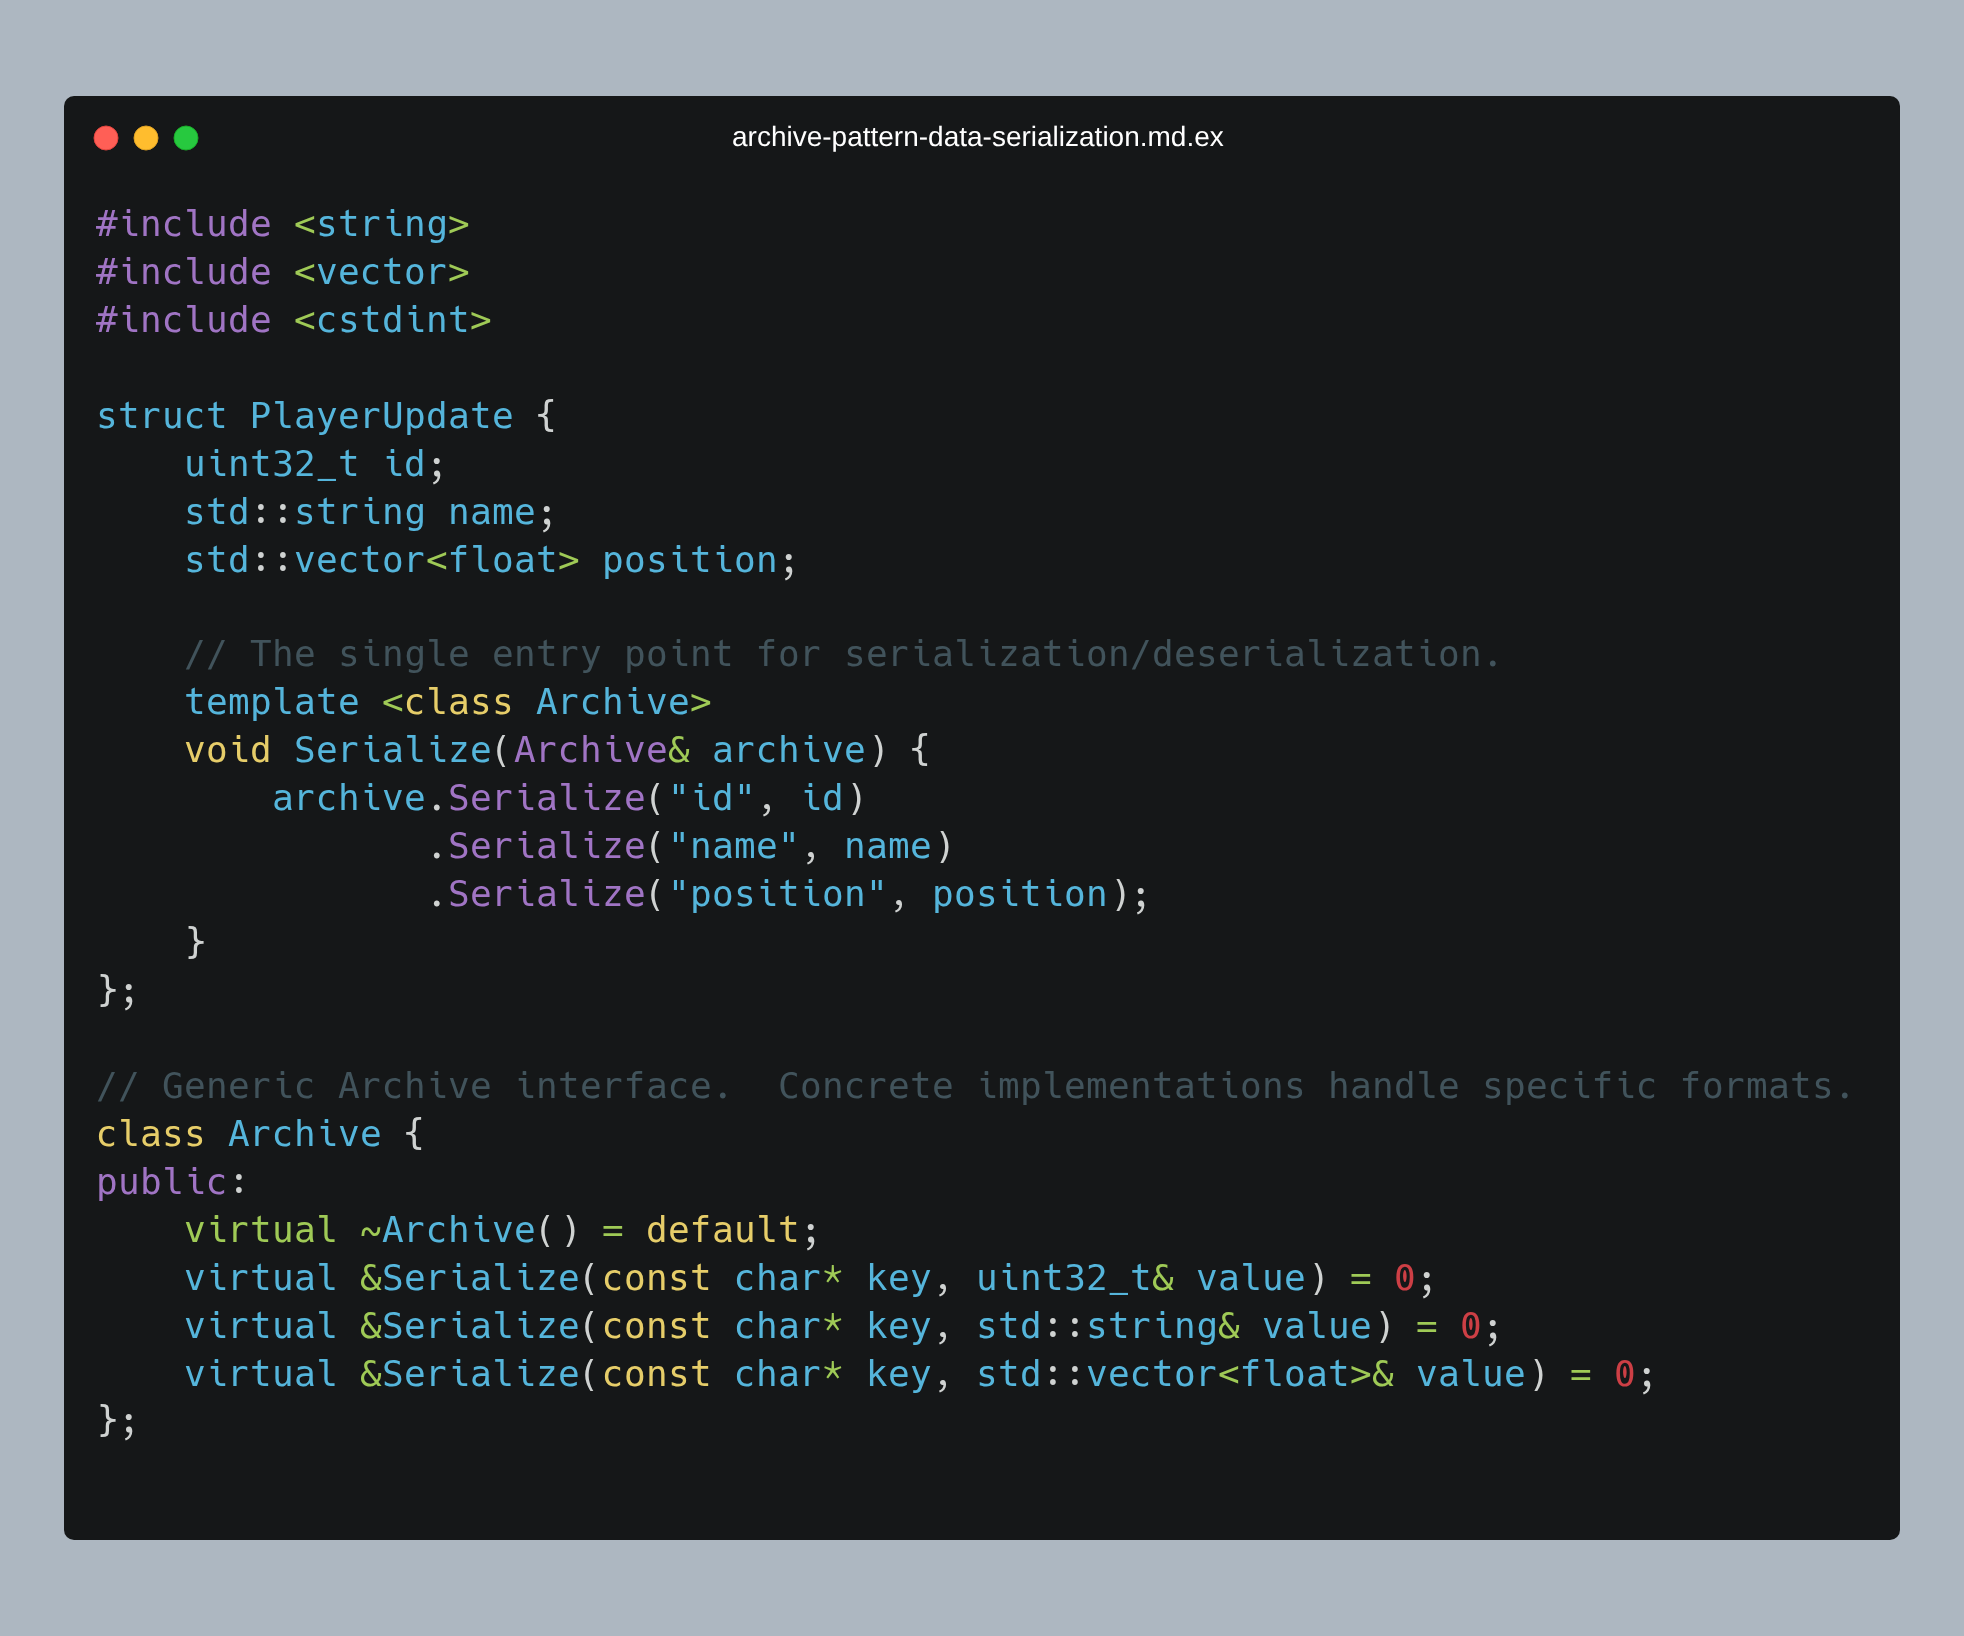 archive-pattern-data-serialization.md.ex
#include <string>
#include <vector>
#include <cstdint>
struct PlayerUpdate {
    uint32_t id;
    std::string name;
    std::vector<float> position;
    // The single entry point for serialization/deserialization.
    template <class Archive>
    void Serialize(Archive& archive) {
        archive.Serialize("id", id)
               .Serialize("name", name)
               .Serialize("position", position);
    }
};
// Generic Archive interface.  Concrete implementations handle specific formats.
class Archive {
public:
    virtual ~Archive() = default;
    virtual &Serialize(const char* key, uint32_t& value) = 0;
    virtual &Serialize(const char* key, std::string& value) = 0;
    virtual &Serialize(const char* key, std::vector<float>& value) = 0;
};